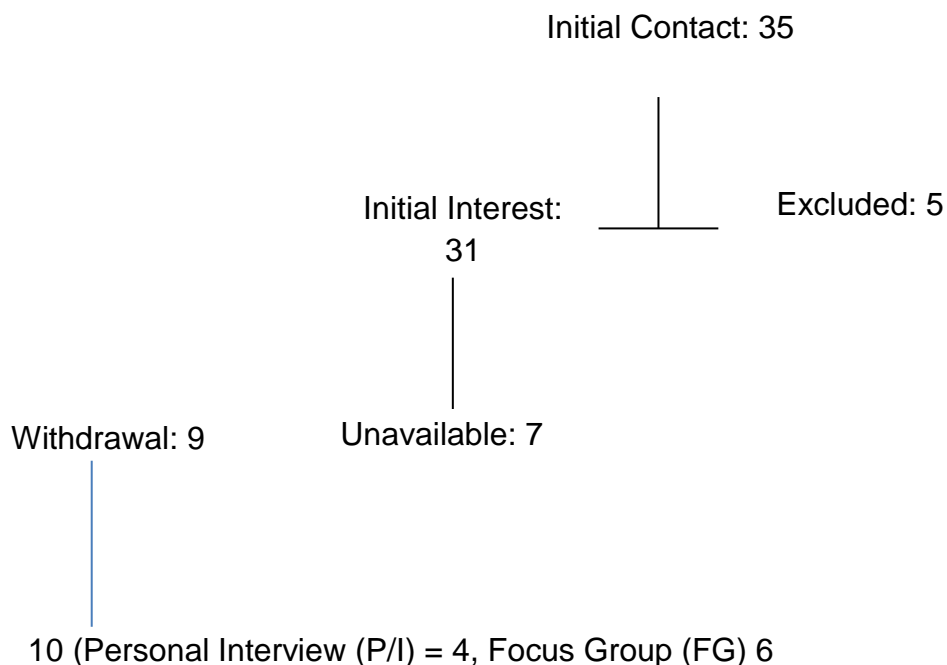 Initial Contact: 35
Initial Interest:
31
Excluded: 5
Withdrawal: 9
Unavailable: 7
10 (Personal Interview (P/I) = 4, Focus Group (FG) 6